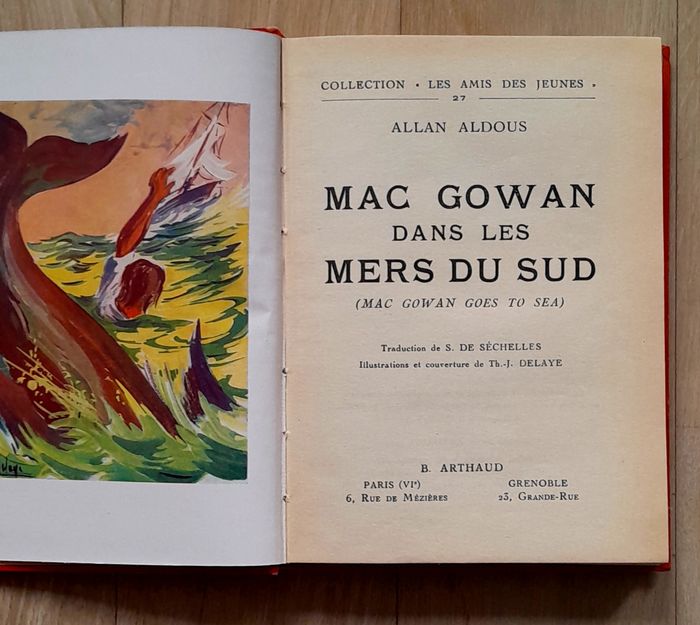 COLLECTION • LES AMIS DES JEUNES •
27
ALLAN ALDOUS
MAC GOWAN
DANS LES
MERS DU SUD
(MAC GOWAN GOES TO SEA)
Traduction de S. DE SÉCHELLES
Illustrations et couverture de Th.-J. DELAYE
B. ARTHAUD
PARIS (VIe) GRENOBLE
6, Rue de Mézières 23, Grande-Rue